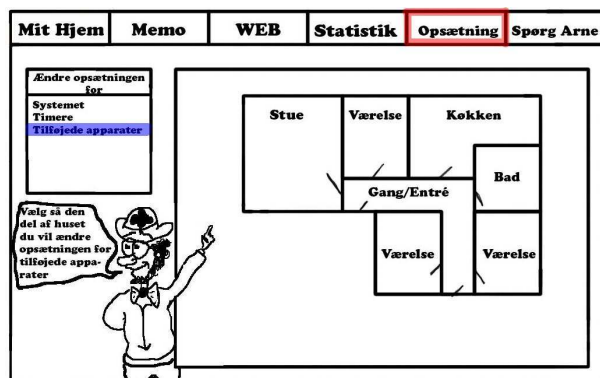 Mit Hjem Memo WEB Statistik Opsætning Spørg Arne
Ændre opsætningen
for
Systemet
Timere
Tilføjede apparater
Vælg så den
del af huset
du vil ændre
opsætningen for
tilføjede appa-
rater
Stue Værelse Køkken
Bad
Gang/Entré
Værelse Værelse